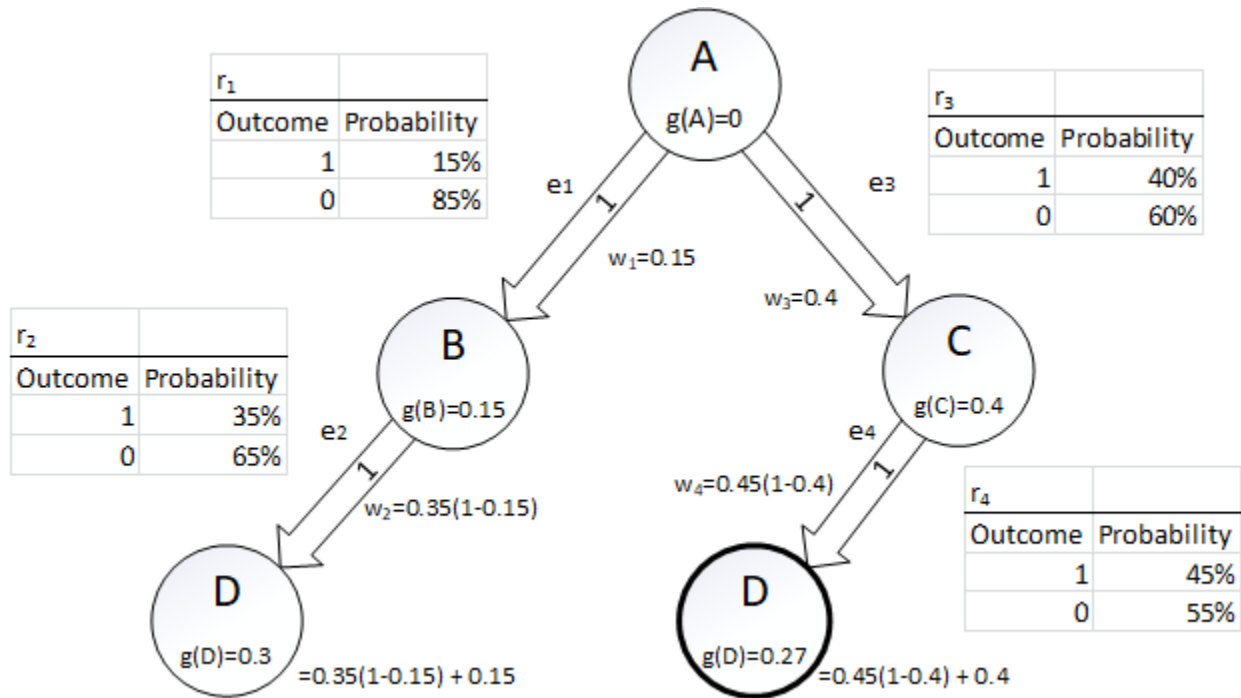 A
g(A)=0
r₁
Outcome Probability
1 15%
0 85%
r₃
Outcome Probability
1 40%
0 60%
e₁
1
w₁=0.15
e₃
1
w₃=0.4
r₂
Outcome Probability
1 35%
0 65%
B
g(B)=0.15
C
g(C)=0.4
e₂
1
w₂=0.35(1-0.15)
e₄
1
w₄=0.45(1-0.4)
r₄
Outcome Probability
1 45%
0 55%
D
g(D)=0.3
=0.35(1-0.15) + 0.15
D
g(D)=0.27
=0.45(1-0.4) + 0.4